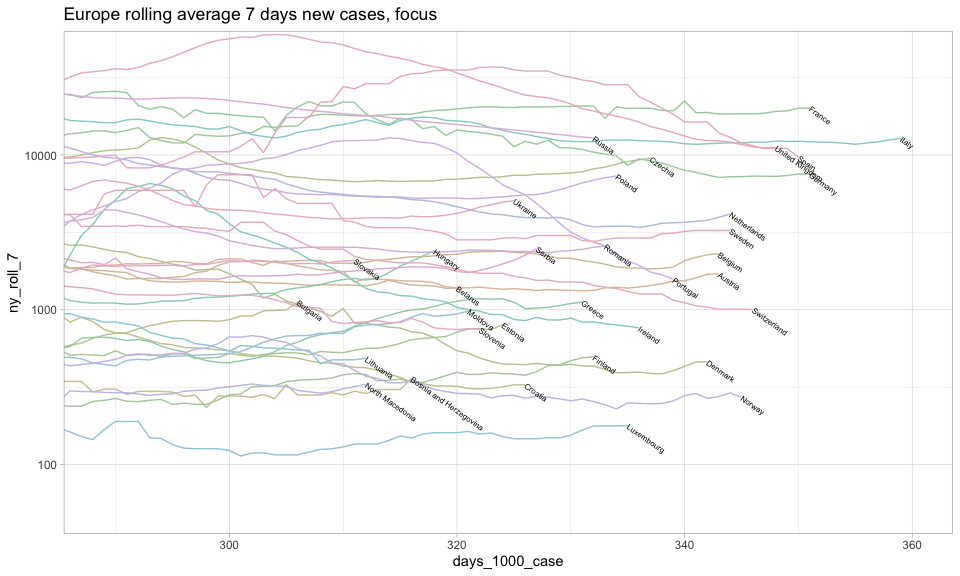 Europe rolling average 7 days new cases, focus
ny_roll_7
10000
1000
100
France
Italy
Russia
Czechia
United Kingdom
Spain
Germany
Poland
Ukraine
Netherlands
Sweden
Hungary
Serbia
Romania
Belgium
Slovakia
Portugal
Austria
Belarus
Bulgaria
Moldova
Estonia
Slovenia
Greece
Ireland
Switzerland
Lithuania
Finland
Denmark
North Macedonia
Bosnia and Herzegovina
Croatia
Norway
Luxembourg
300
320
340
360
days_1000_case